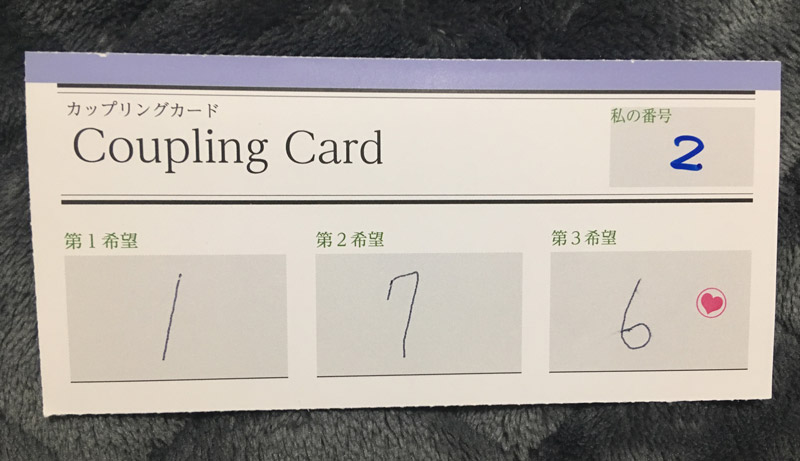 カップリングカード
Coupling Card
私の番号
2
第1希望
1
第2希望
7
第3希望
6